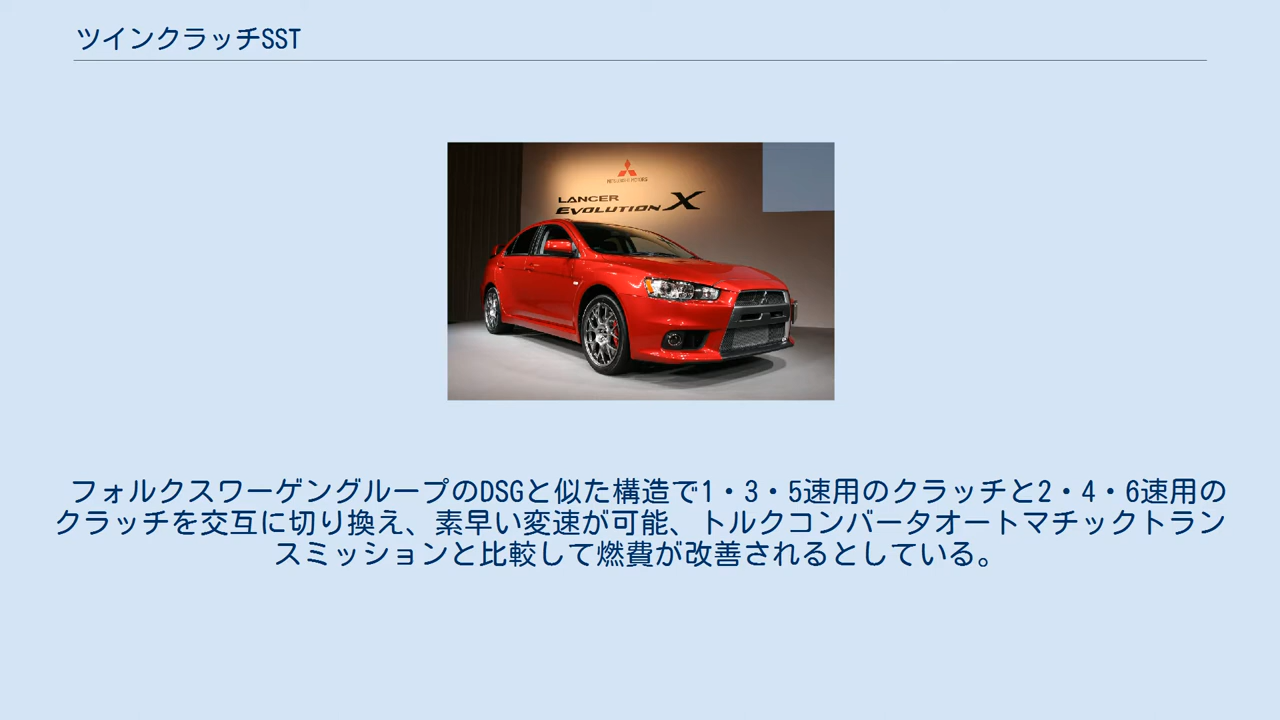 ツインクラッチSST
MITSUBISHI MOTORS
LANCER
EVOLUTION X
フォルクスワーゲングループのDSGと似た構造で1・3・5速用のクラッチと2・4・6速用の
クラッチを交互に切り換え、素早い変速が可能、トルクコンバータオートマチックトラン
スミッションと比較して燃費が改善されるとしている。